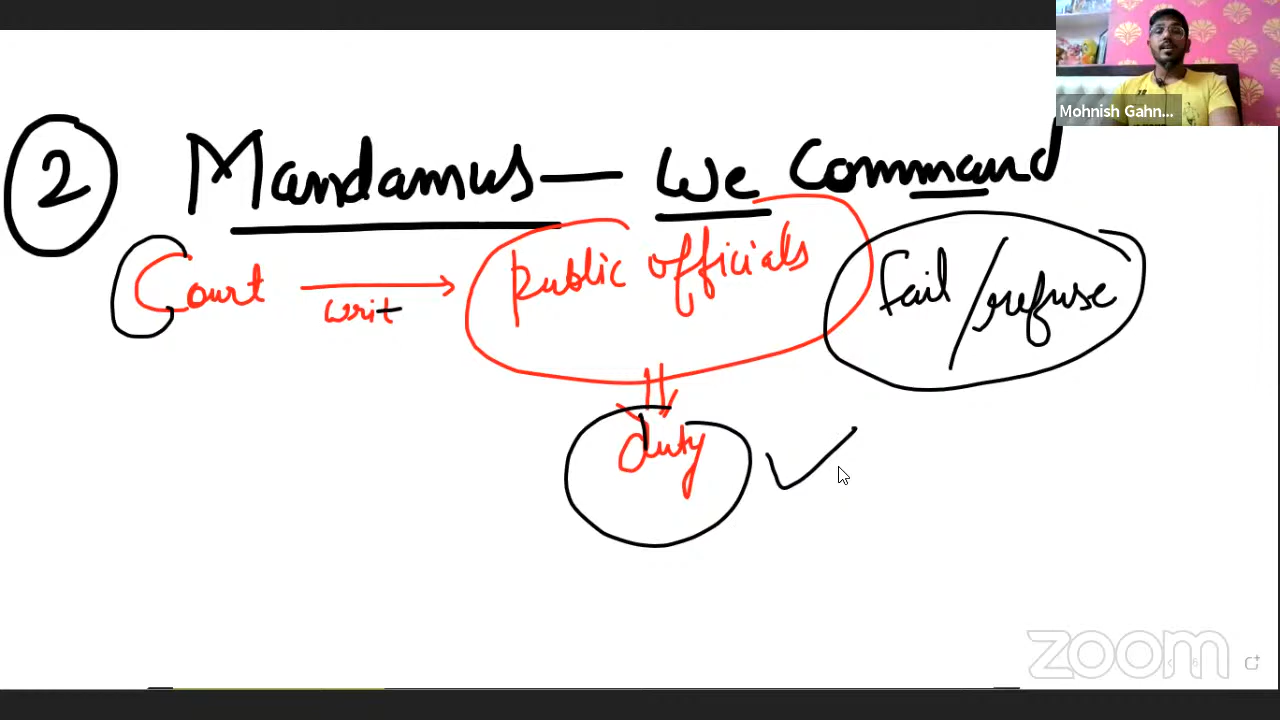 Mohnish Gahn...
2 Mandamus — We Command
Court → public officials fail/refuse
writ
duty
zoom